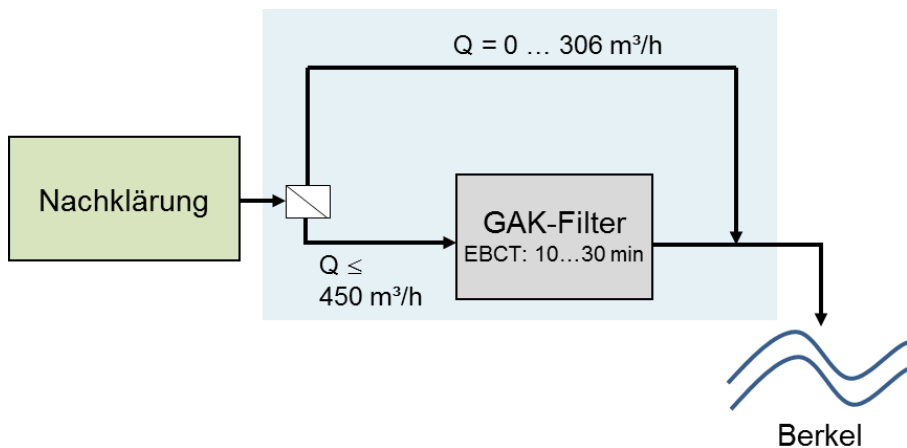 Q = 0 … 306 m³/h
Nachklärung
GAK-Filter
EBCT: 10…30 min
Q ≤
450 m³/h
Berkel